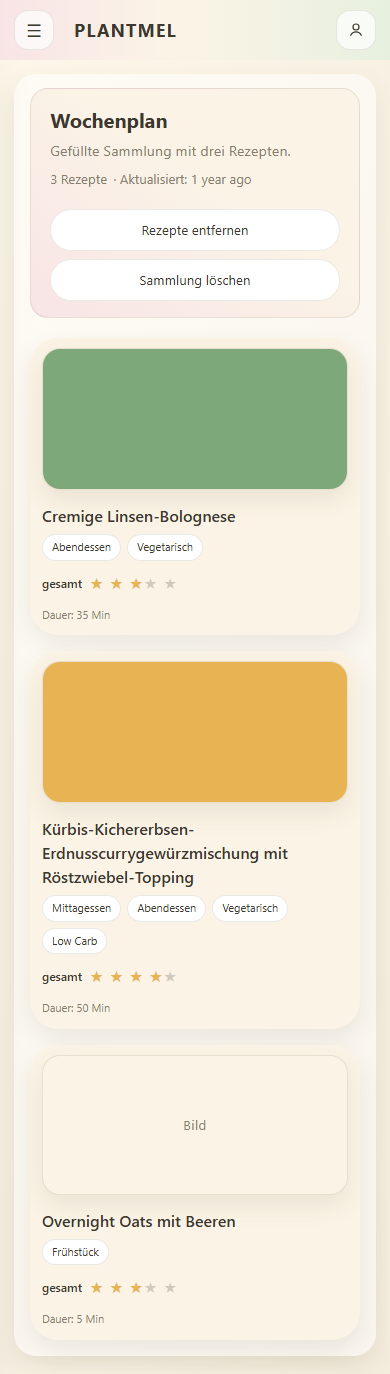 PLANTMEL
Wochenplan
Gefüllte Sammlung mit drei Rezepten.
3 Rezepte · Aktualisiert: 1 year ago
Rezepte entfernen
Sammlung löschen
Cremige Linsen-Bolognese
Abendessen Vegetarisch
gesamt ★ ★ ★ ★ ★
Dauer: 35 Min
Kürbis-Kichererbsen-
Erdnusscurrygewürzmischung mit
Röstzwiebel-Topping
Mittagessen Abendessen Vegetarisch
Low Carb
gesamt ★ ★ ★ ★ ★
Dauer: 50 Min
Bild
Overnight Oats mit Beeren
Frühstück
gesamt ★ ★ ★ ★ ★
Dauer: 5 Min